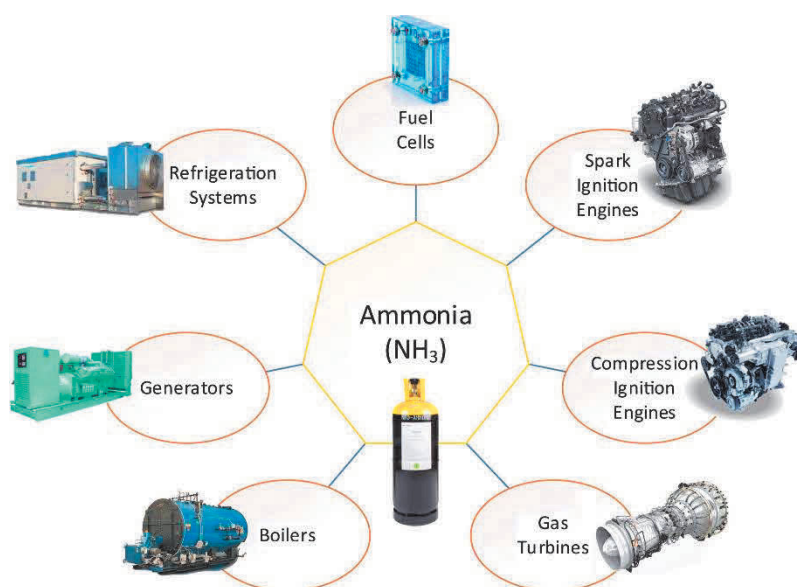 Fuel
Cells
Refrigeration
Systems
Spark
Ignition
Engines
Ammonia
(NH₃)
Generators
Compression
Ignition
Engines
Boilers
Gas
Turbines